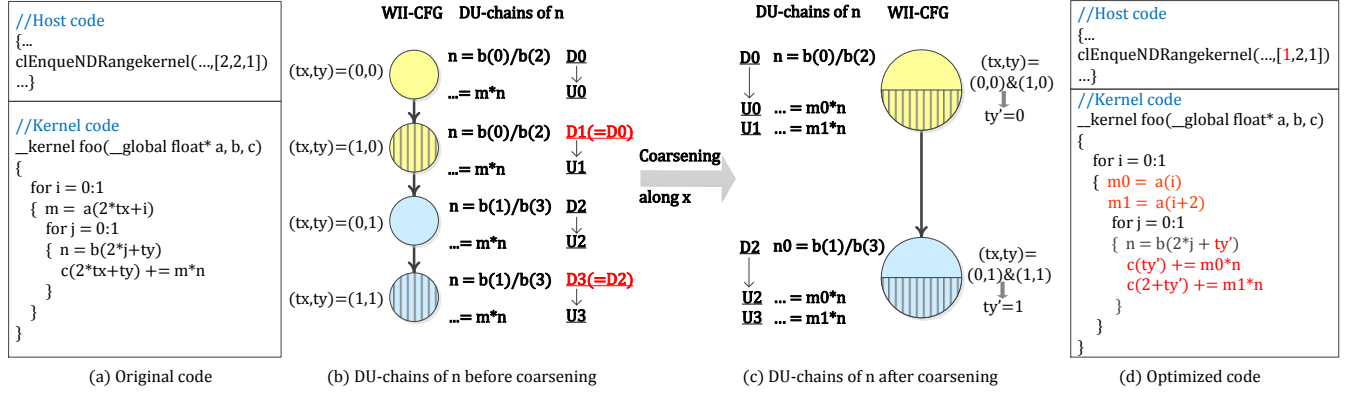 //Host code
{...
clEnqueNDRangekernel(...,[2,2,1])
...}
//Kernel code
__kernel foo(__global float* a, b, c)
{
for i = 0:1
{ m = a(2*tx+i)
for j = 0:1
{ n = b(2*j+ty)
c(2*tx+ty) += m*n
}
}
}
(a) Original code
WII-CFG DU-chains of n
(tx,ty)=(0,0) n = b(0)/b(2) D0
...= m*n U0
(tx,ty)=(1,0) n = b(0)/b(2) D1(=D0)
...= m*n U1
(tx,ty)=(0,1) n = b(1)/b(3) D2
...= m*n U2
(tx,ty)=(1,1) n = b(1)/b(3) D3(=D2)
...= m*n U3
(b) DU-chains of n before coarsening
Coarsening
along x
DU-chains of n WII-CFG
D0 n = b(0)/b(2)
U0 ... = m0*n
U1 ... = m1*n
(tx,ty)=
(0,0)&(1,0)
ty'=0
D2 n0 = b(1)/b(3)
U2 ... = m0*n
U3 ... = m1*n
(tx,ty)=
(0,1)&(1,1)
ty'=1
(c) DU-chains of n after coarsening
//Host code
{...
clEnqueNDRangekernel(...,[1,2,1])
...}
//Kernel code
__kernel foo(__global float* a, b, c)
{
for i = 0:1
{ m0 = a(i)
m1 = a(i+2)
for j = 0:1
{ n = b(2*j+ ty')
c(ty') += m0*n
c(2+ty') += m1*n
}
}
}
(d) Optimized code